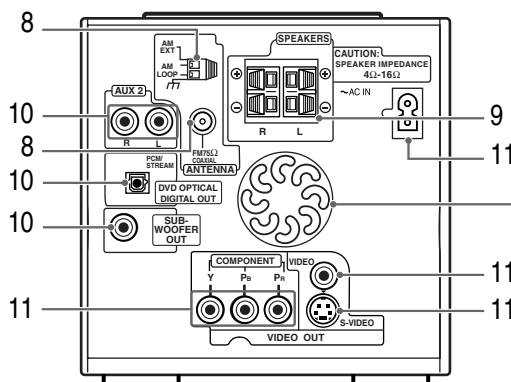 8
AM
EXT
AM
LOOP
SPEAKERS
CAUTION:
SPEAKER IMPEDANCE
4Ω-16Ω
~AC IN
10
AUX 2
R L
R L
9
8
FM75Ω
COAXIAL
ANTENNA
11
10
PCM/
STREAM
DVD OPTICAL
DIGITAL OUT
10
SUB-
WOOFER
OUT
COMPONENT
VIDEO
11
Y PB PR
11
11
S-VIDEO
VIDEO OUT